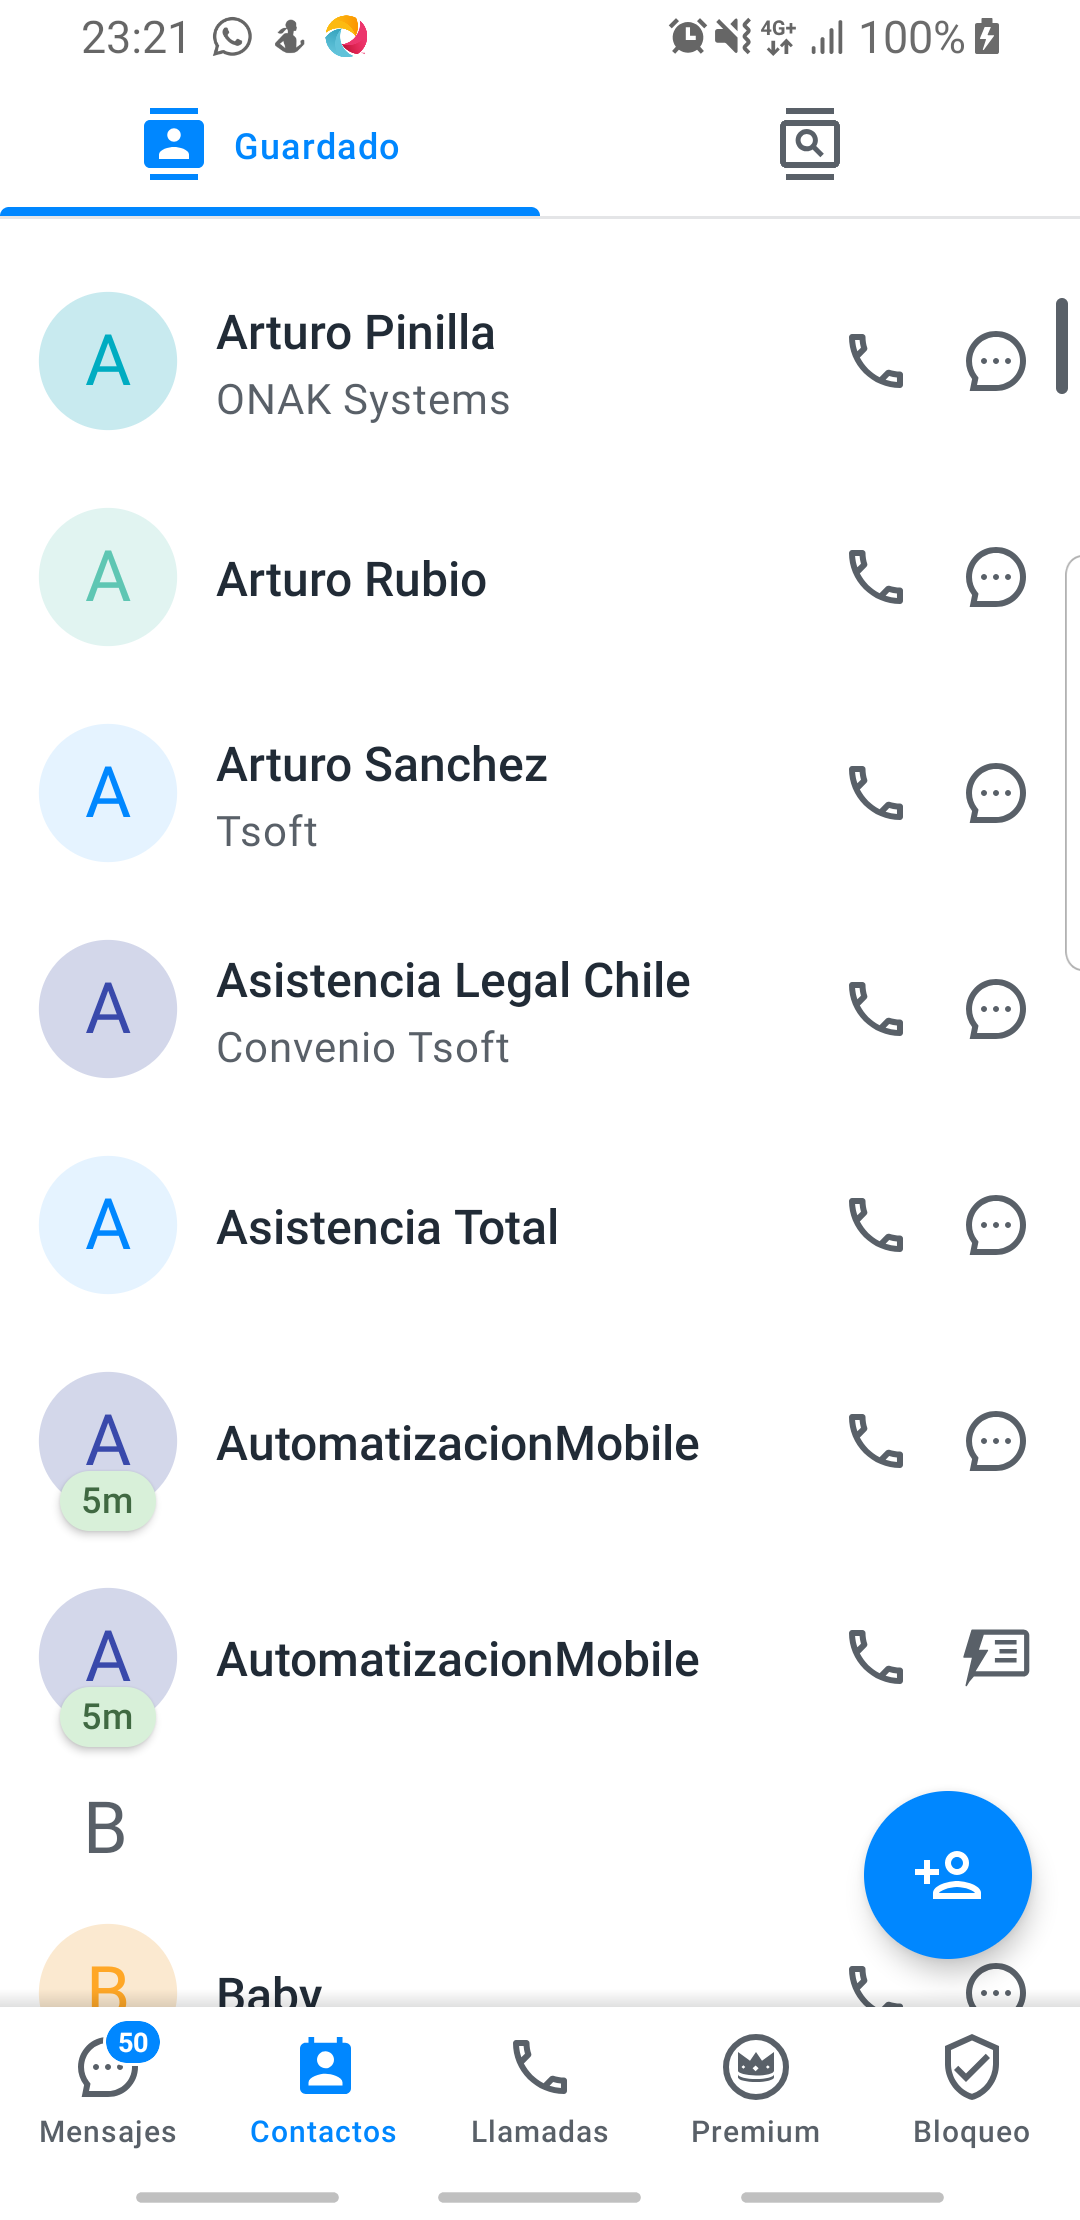 23:21 4G+ 100%
Guardado
A Arturo Pinilla
ONAK Systems
A Arturo Rubio
A Arturo Sanchez
Tsoft
A Asistencia Legal Chile
Convenio Tsoft
A Asistencia Total
A AutomatizacionMobile
5m
A AutomatizacionMobile
5m
B
B Baby
50
Mensajes Contactos Llamadas Premium Bloqueo